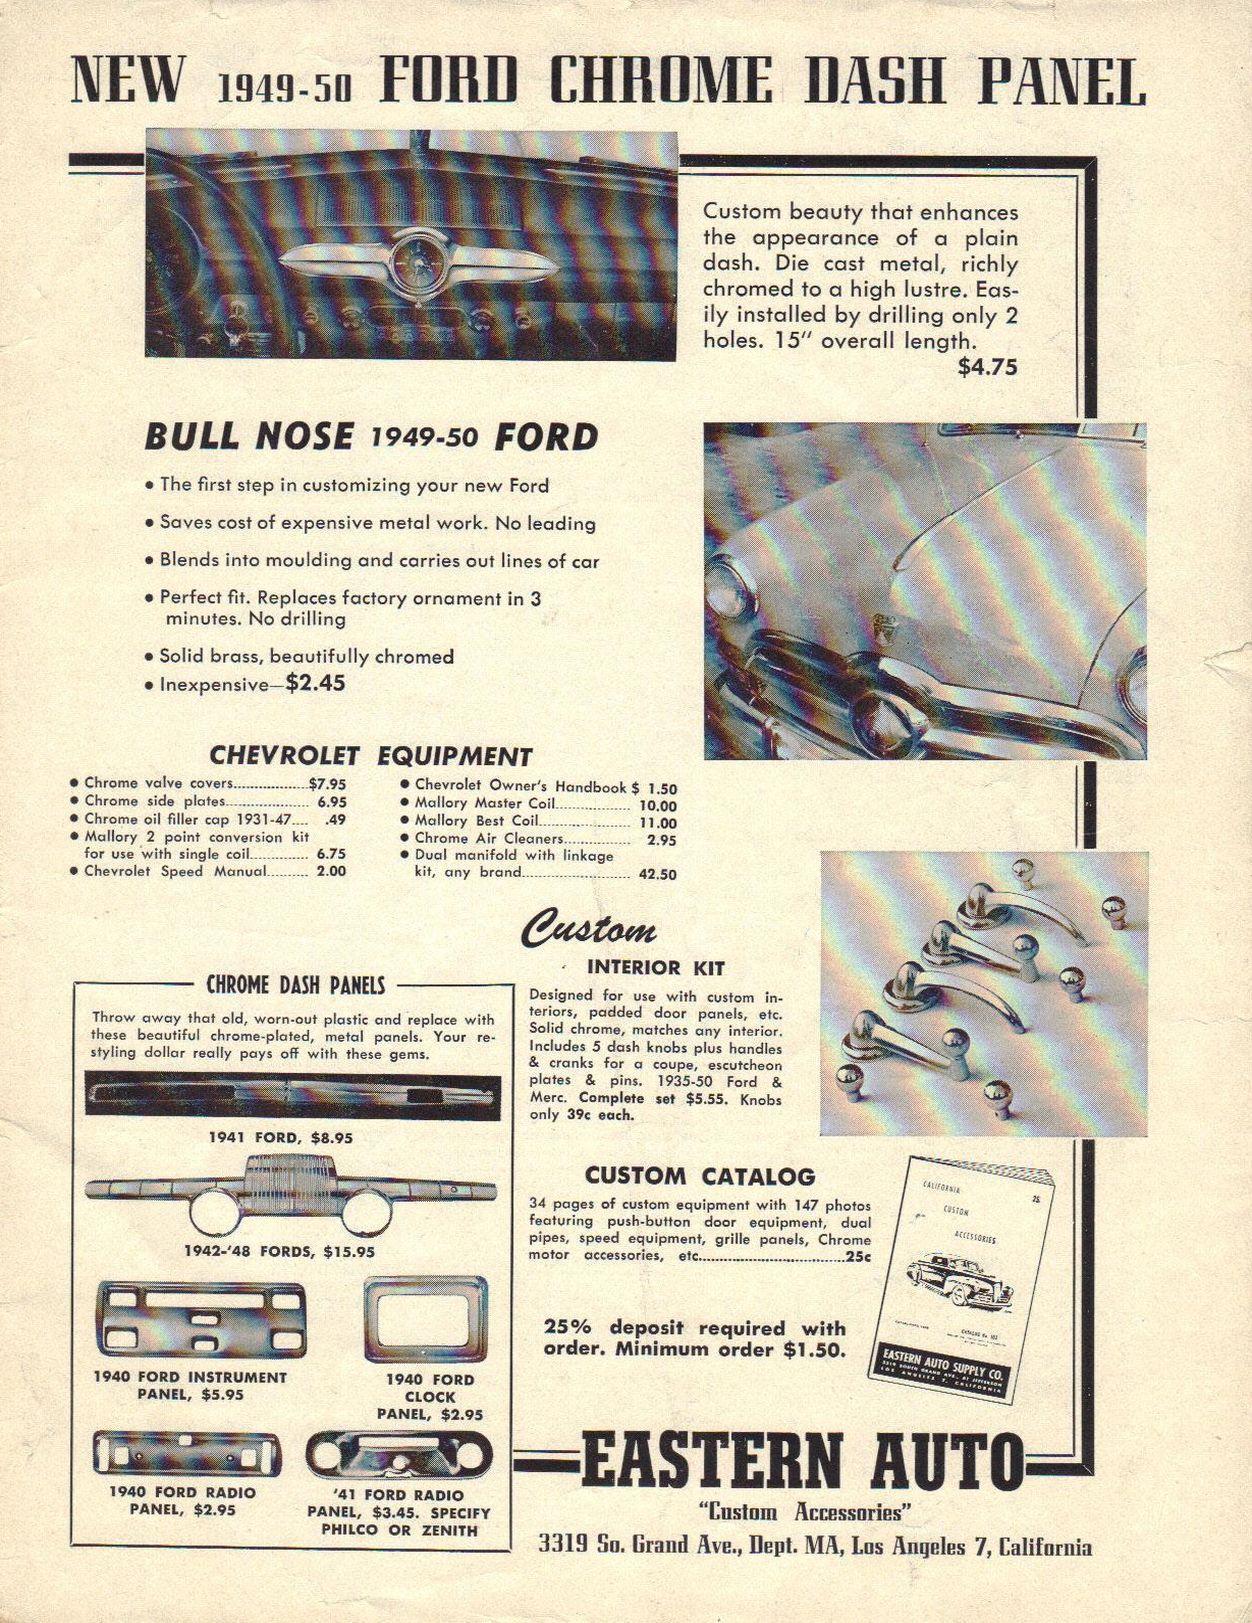 NEW 1949-50 FORD CHROME DASH PANEL
Custom beauty that enhances
the appearance of a plain
dash. Die cast metal, richly
chromed to a high lustre. Eas-
ily installed by drilling only 2
holes. 15" overall length.
$4.75
BULL NOSE 1949-50 FORD
• The first step in customizing your new Ford
• Saves cost of expensive metal work. No leading
• Blends into moulding and carries out lines of car
• Perfect fit. Replaces factory ornament in 3
minutes. No drilling
• Solid brass, beautifully chromed
• Inexpensive—$2.45
CHEVROLET EQUIPMENT
• Chrome valve covers..................$7.95
• Chrome side plates.................... 6.95
• Chrome oil filler cap 1931-47.... .49
• Mallory 2 point conversion kit
for use with single coil.............. 6.75
• Chevrolet Speed Manual.......... 2.00
• Chevrolet Owner's Handbook $ 1.50
• Mallory Master Coil.................. 10.00
• Mallory Best Coil...................... 11.00
• Chrome Air Cleaners................ 2.95
• Dual manifold with linkage
kit, any brand.......................... 42.50
Custom
INTERIOR KIT
Designed for use with custom in-
teriors, padded door panels, etc.
Solid chrome, matches any interior.
Includes 5 dash knobs plus handles
& cranks for a coupe, escutcheon
plates & pins. 1935-50 Ford &
Merc. Complete set $5.55. Knobs
only 39c each.
CHROME DASH PANELS
Throw away that old, worn-out plastic and replace with
these beautiful chrome-plated, metal panels. Your re-
styling dollar really pays off with these gems.
1941 FORD, $8.95
1942-'48 FORDS, $15.95
1940 FORD INSTRUMENT
PANEL, $5.95
1940 FORD
CLOCK
PANEL, $2.95
1940 FORD RADIO
PANEL, $2.95
'41 FORD RADIO
PANEL, $3.45. SPECIFY
PHILCO OR ZENITH
CUSTOM CATALOG
34 pages of custom equipment with 147 photos
featuring push-button door equipment, dual
pipes, speed equipment, grille panels, Chrome
motor accessories, etc..................................25c
CALIFORNIA
CUSTOM
ACCESSORIES
EASTERN AUTO SUPPLY CO.
LOS ANGELES 7, CALIFORNIA
25% deposit required with
order. Minimum order $1.50.
EASTERN AUTO
"Custom Accessories"
3319 So. Grand Ave., Dept. MA, Los Angeles 7, California